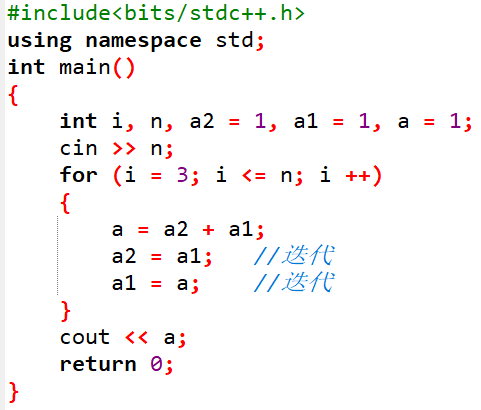 #include<bits/stdc++.h>
using namespace std;
int main()
{
    int i, n, a2 = 1, a1 = 1, a = 1;
    cin >> n;
    for (i = 3; i <= n; i ++)
    {
        a = a2 + a1;
        a2 = a1;   //迭代
        a1 = a;    //迭代
    }
    cout << a;
    return 0;
}